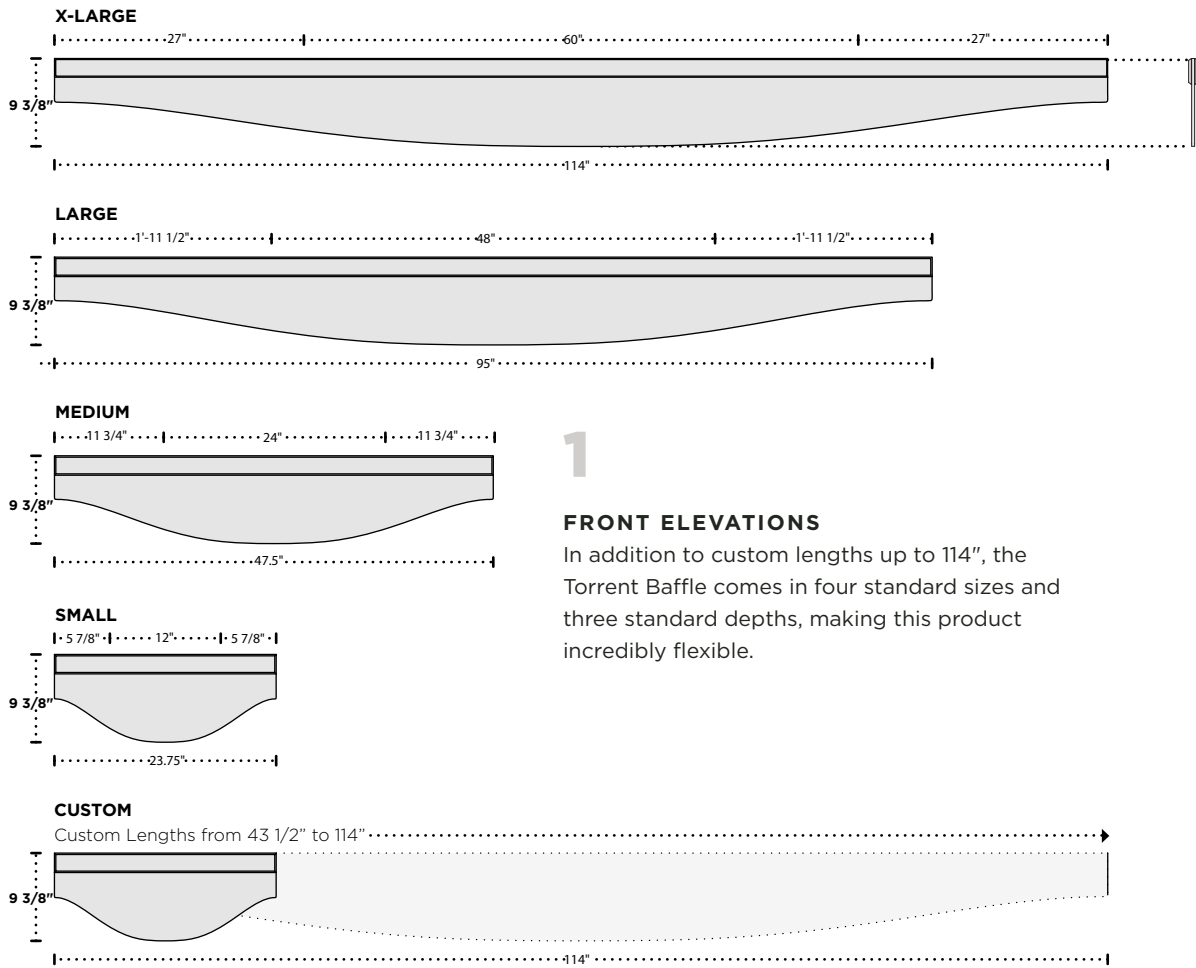 X-LARGE
27" 60" 27"
9 3/8"
114"
LARGE
1'-11 1/2" 48" 1'-11 1/2"
9 3/8"
95"
MEDIUM
11 3/4" 24" 11 3/4"
9 3/8"
47.5"
1
FRONT ELEVATIONS
In addition to custom lengths up to 114", the
Torrent Baffle comes in four standard sizes and
three standard depths, making this product
incredibly flexible.
SMALL
5 7/8" 12" 5 7/8"
9 3/8"
23.75"
CUSTOM
Custom Lengths from 43 1/2” to 114”
9 3/8"
114"